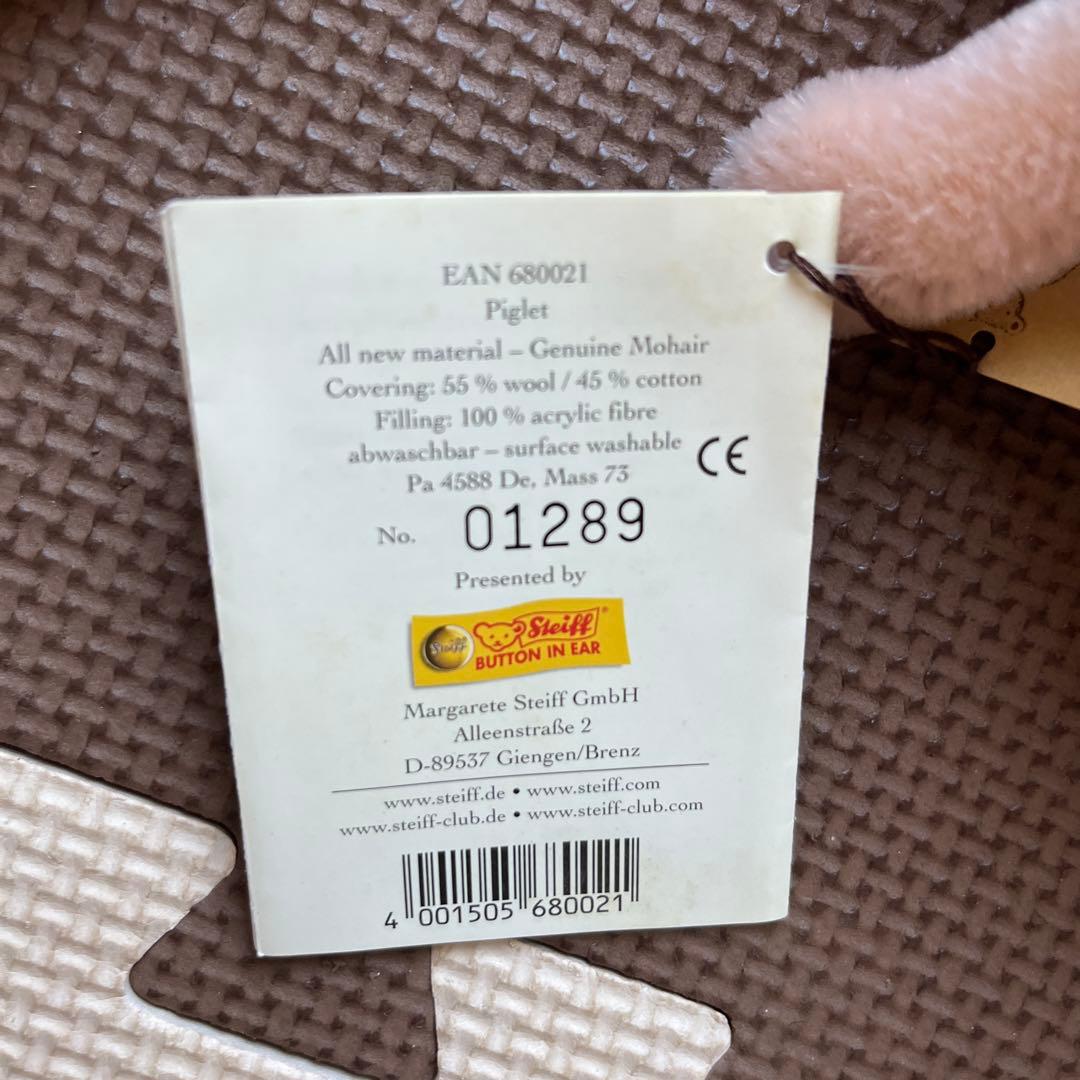 EAN 680021
Piglet
All new material – Genuine Mohair
Covering: 55 % wool / 45 % cotton
Filling: 100 % acrylic fibre
abwaschbar – surface washable CE
Pa 4588 De, Mass 73
No. 01289
Presented by
Steiff Steiff®
BUTTON IN EAR
Margarete Steiff GmbH
Alleenstraße 2
D-89537 Giengen/Brenz
www.steiff.de • www.steiff.com
www.steiff-club.de • www.steiff-club.com
4 001505 680021